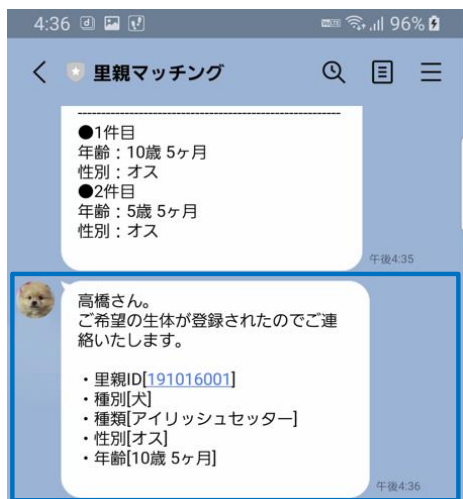 4:36
96%
里親マッチング
●1件目
年齢：10歳 5ヶ月
性別：オス
●2件目
年齢：5歳 5ヶ月
性別：オス
午後4:35
高橋さん。
ご希望の生体が登録されたのでご連
絡いたします。
・里親ID[191016001]
・種別[犬]
・種類[アイリッシュセッター]
・性別[オス]
・年齢[10歳 5ヶ月]
午後4:36